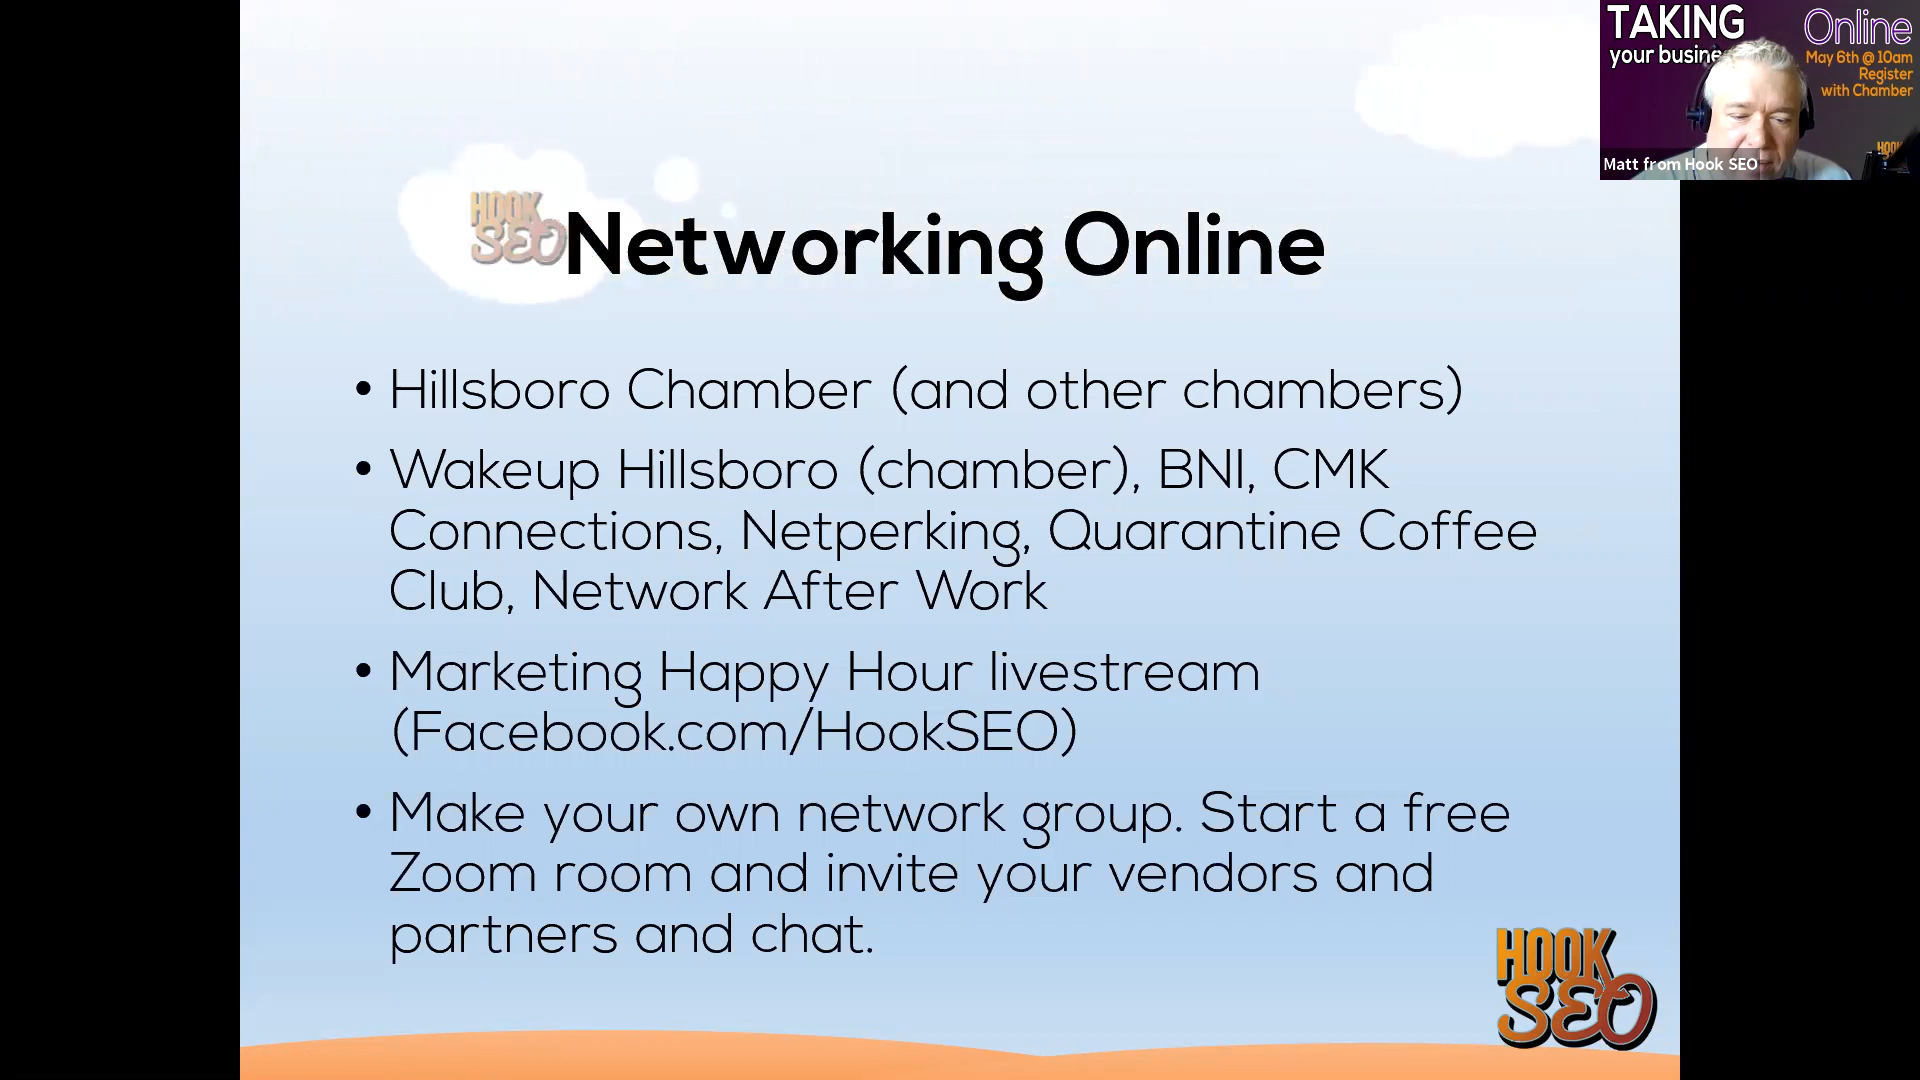 TAKING
your busine
Online
May 6th @ 10am
Register
with Chamber
HOOK
Matt from Hook SEO
HOOK
SEO
Networking Online
• Hillsboro Chamber (and other chambers)
• Wakeup Hillsboro (chamber), BNI, CMK
Connections, Netperking, Quarantine Coffee
Club, Network After Work
• Marketing Happy Hour livestream
(Facebook.com/HookSEO)
• Make your own network group. Start a free
Zoom room and invite your vendors and
partners and chat.
HOOK
SEO